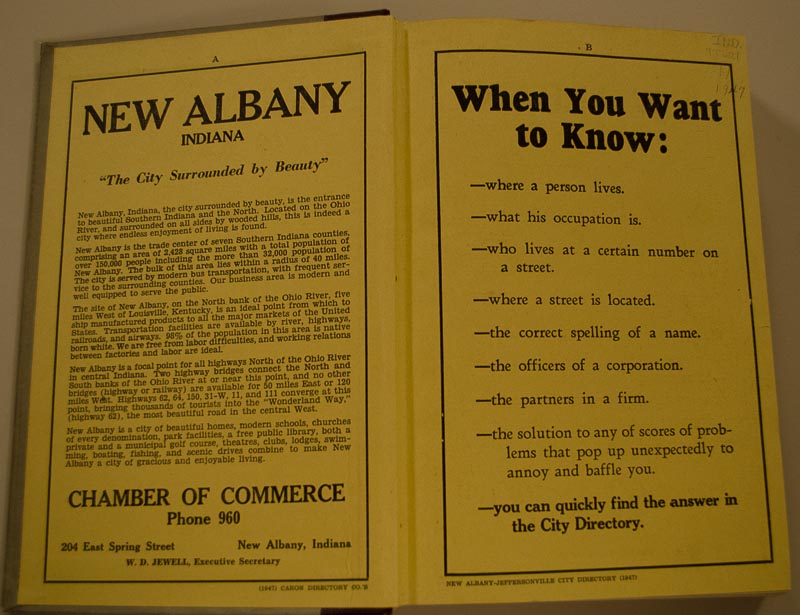 A
NEW ALBANY
INDIANA
"The City Surrounded by Beauty"
New Albany, Indiana, the city surrounded by beauty, is the entrance
to beautiful Southern Indiana and the North. Located on the Ohio
River, and surrounded on all sides by wooded hills, this is indeed a
city where endless enjoyment of living is found.
New Albany is the trade center of seven Southern Indiana counties,
comprising an area of 2,428 square miles with a total population of
over 150,000 people including the more than 32,000 population of
New Albany. The bulk of this area lies within a radius of 40 miles.
The city is served by modern bus transportation, with frequent ser-
vice to the surrounding counties. Our business area is modern and
well equipped to serve the public.
The site of New Albany, on the North bank of the Ohio River, five
miles West of Louisville, Kentucky, is an ideal point from which to
ship manufactured products to all the major markets of the United
States. Transportation facilities are available by river, highways,
railroads, and airways. 98% of the population in this area is native
born white. We are free from labor difficulties, and working relations
between factories and labor are ideal.
New Albany is a focal point for all highways North of the Ohio River
in central Indiana. Two highway bridges connect the North and
South banks of the Ohio River at or near this point, and no other
bridges (highway or railway) are available for 50 miles East or 120
miles West. Highways 62, 64, 150, 31-W, 11, and 111 converge at this
point, bringing thousands of tourists into the "Wonderland Way,"
(highway 62), the most beautiful road in the central West.
New Albany is a city of beautiful homes, modern schools, churches
of every denomination, park facilities, a free public library, both a
private and a municipal golf course, theatres, clubs, lodges, swim-
ming, boating, fishing, and scenic drives combine to make New
Albany a city of gracious and enjoyable living.
CHAMBER OF COMMERCE
Phone 960
204 East Spring Street New Albany, Indiana
W. D. JEWELL, Executive Secretary
(1947) CARON DIRECTORY CO.'S
B
IND.
1947
When You Want
to Know:
—where a person lives.
—what his occupation is.
—who lives at a certain number on
a street.
—where a street is located.
—the correct spelling of a name.
—the officers of a corporation.
—the partners in a firm.
—the solution to any of scores of prob-
lems that pop up unexpectedly to
annoy and baffle you.
—you can quickly find the answer in
the City Directory.
NEW ALBANY-JEFFERSONVILLE CITY DIRECTORY (1947)